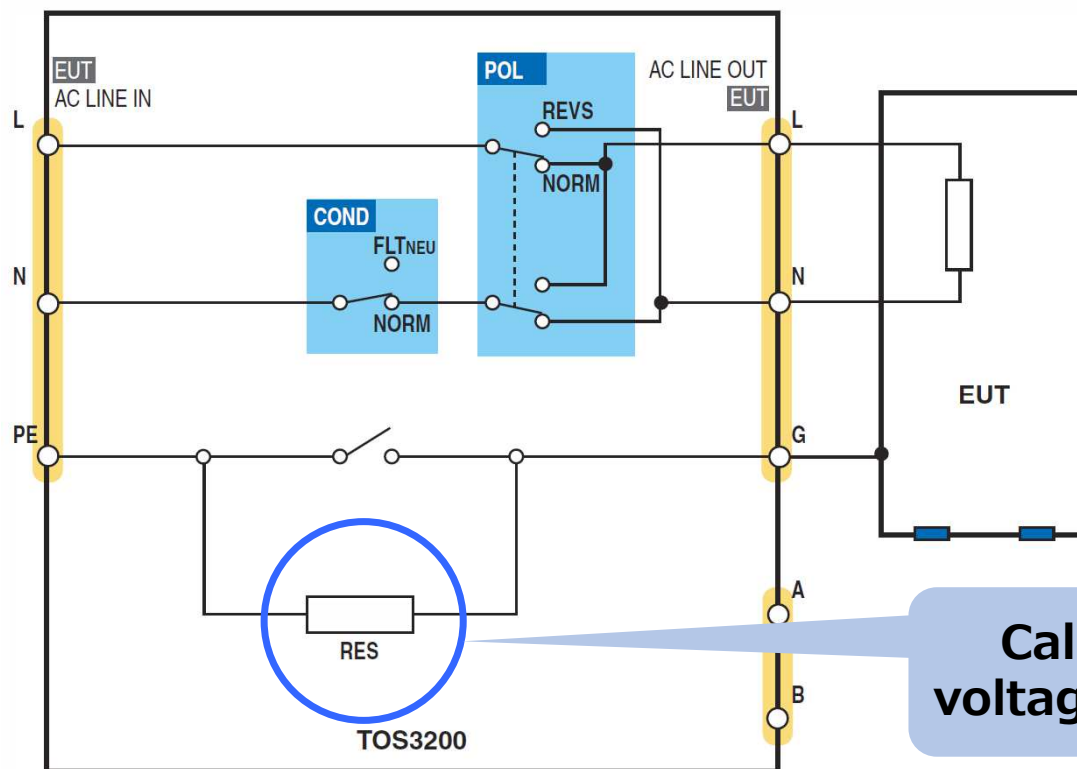 EUT
AC LINE IN
POL
AC LINE OUT
EUT
L
REVS
L
NORM
COND
FLTNEU
N
N
NORM
EUT
PE
G
A
RES
Cal
voltag
B
TOS3200